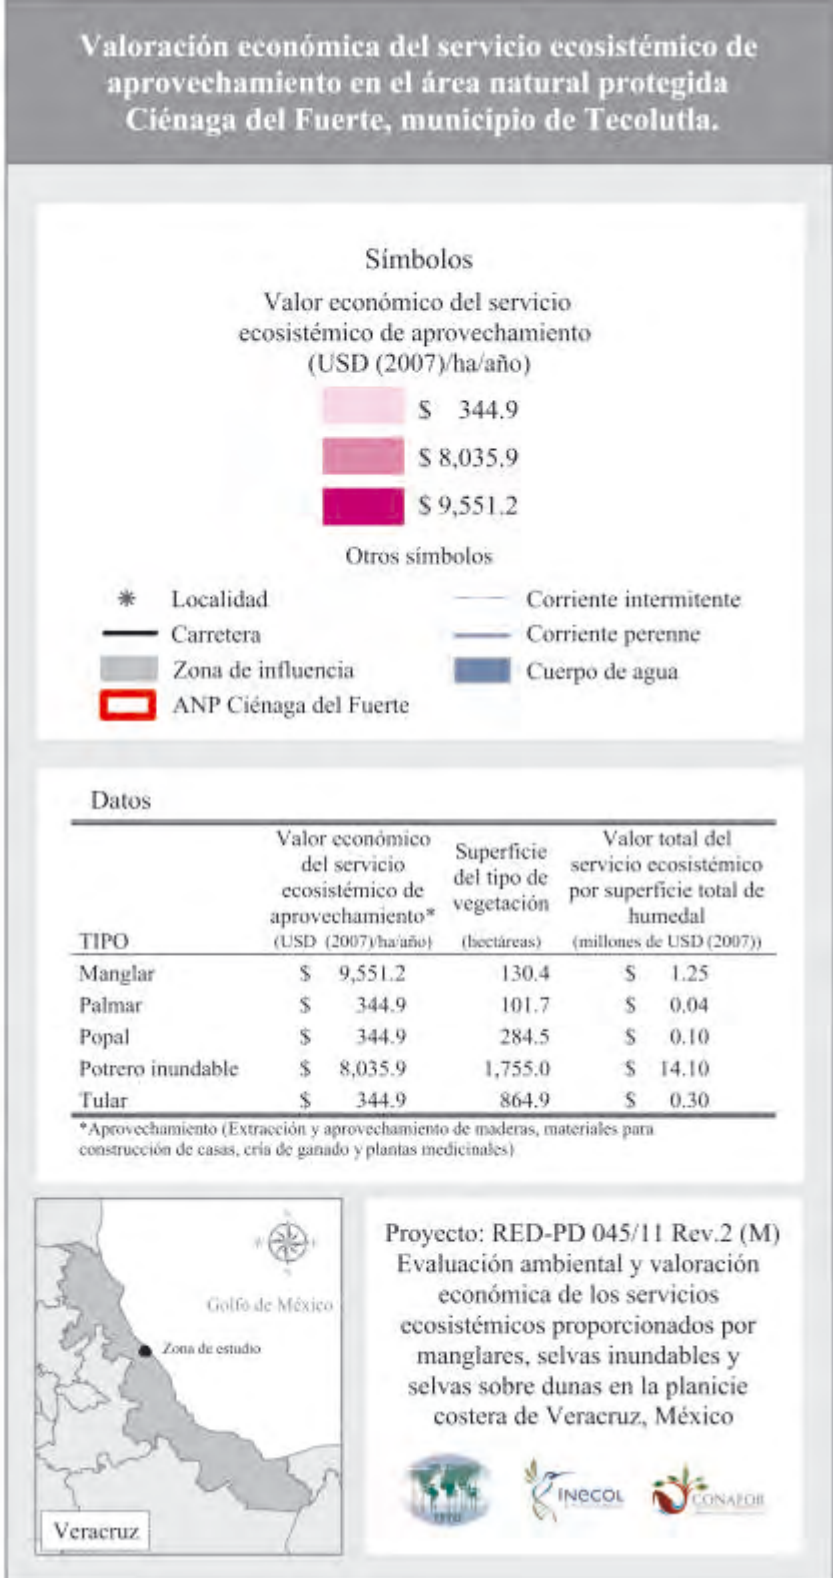 Valoración económica del servicio ecosistémico de
aprovechamiento en el área natural protegida
Ciénaga del Fuerte, municipio de Tecolutla.
Símbolos
Valor económico del servicio
ecosistémico de aprovechamiento
(USD (2007)/ha/año)
$ 344.9
$ 8,035.9
$ 9,551.2
Otros símbolos
Localidad
Carretera
Zona de influencia
ANP Ciénaga del Fuerte
Corriente intermitente
Corriente perenne
Cuerpo de agua
Datos
TIPO
Valor económico
del servicio
ecosistémico de
aprovechamiento*
(USD (2007)/ha/año)
Superficie
del tipo de
vegetación
(hectáreas)
Valor total del
servicio ecosistémico
por superficie total de
humedal
(millones de USD (2007))
Manglar $ 9,551.2 130.4 $ 1.25
Palmar $ 344.9 101.7 $ 0.04
Popal $ 344.9 284.5 $ 0.10
Potrero inundable $ 8,035.9 1,755.0 $ 14.10
Tular $ 344.9 864.9 $ 0.30
*Aprovechamiento (Extracción y aprovechamiento de maderas, materiales para
construcción de casas, cría de ganado y plantas medicinales)
Golfo de México
Zona de estudio
Veracruz
Proyecto: RED-PD 045/11 Rev.2 (M)
Evaluación ambiental y valoración
económica de los servicios
ecosistémicos proporcionados por
manglares, selvas inundables y
selvas sobre dunas en la planicie
costera de Veracruz, México
INECOL
CONAFOR